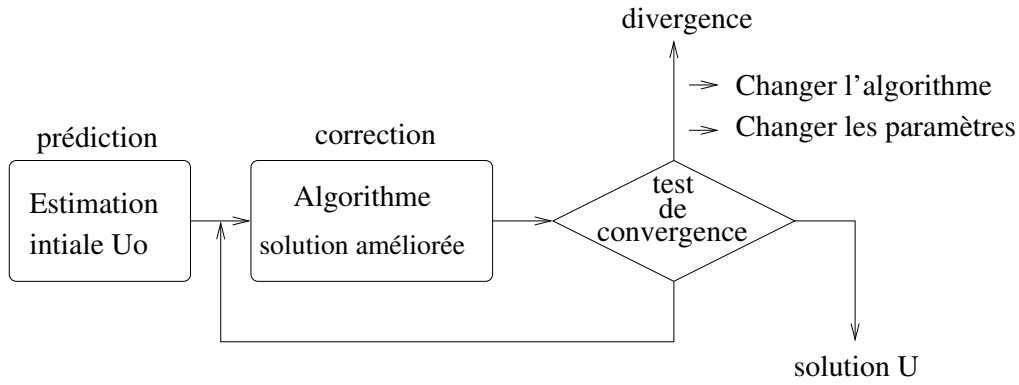 divergence
Changer l'algorithme
Changer les paramètres
prédiction
correction
Estimation
intiale Uo
Algorithme
solution améliorée
test
de
convergence
solution U